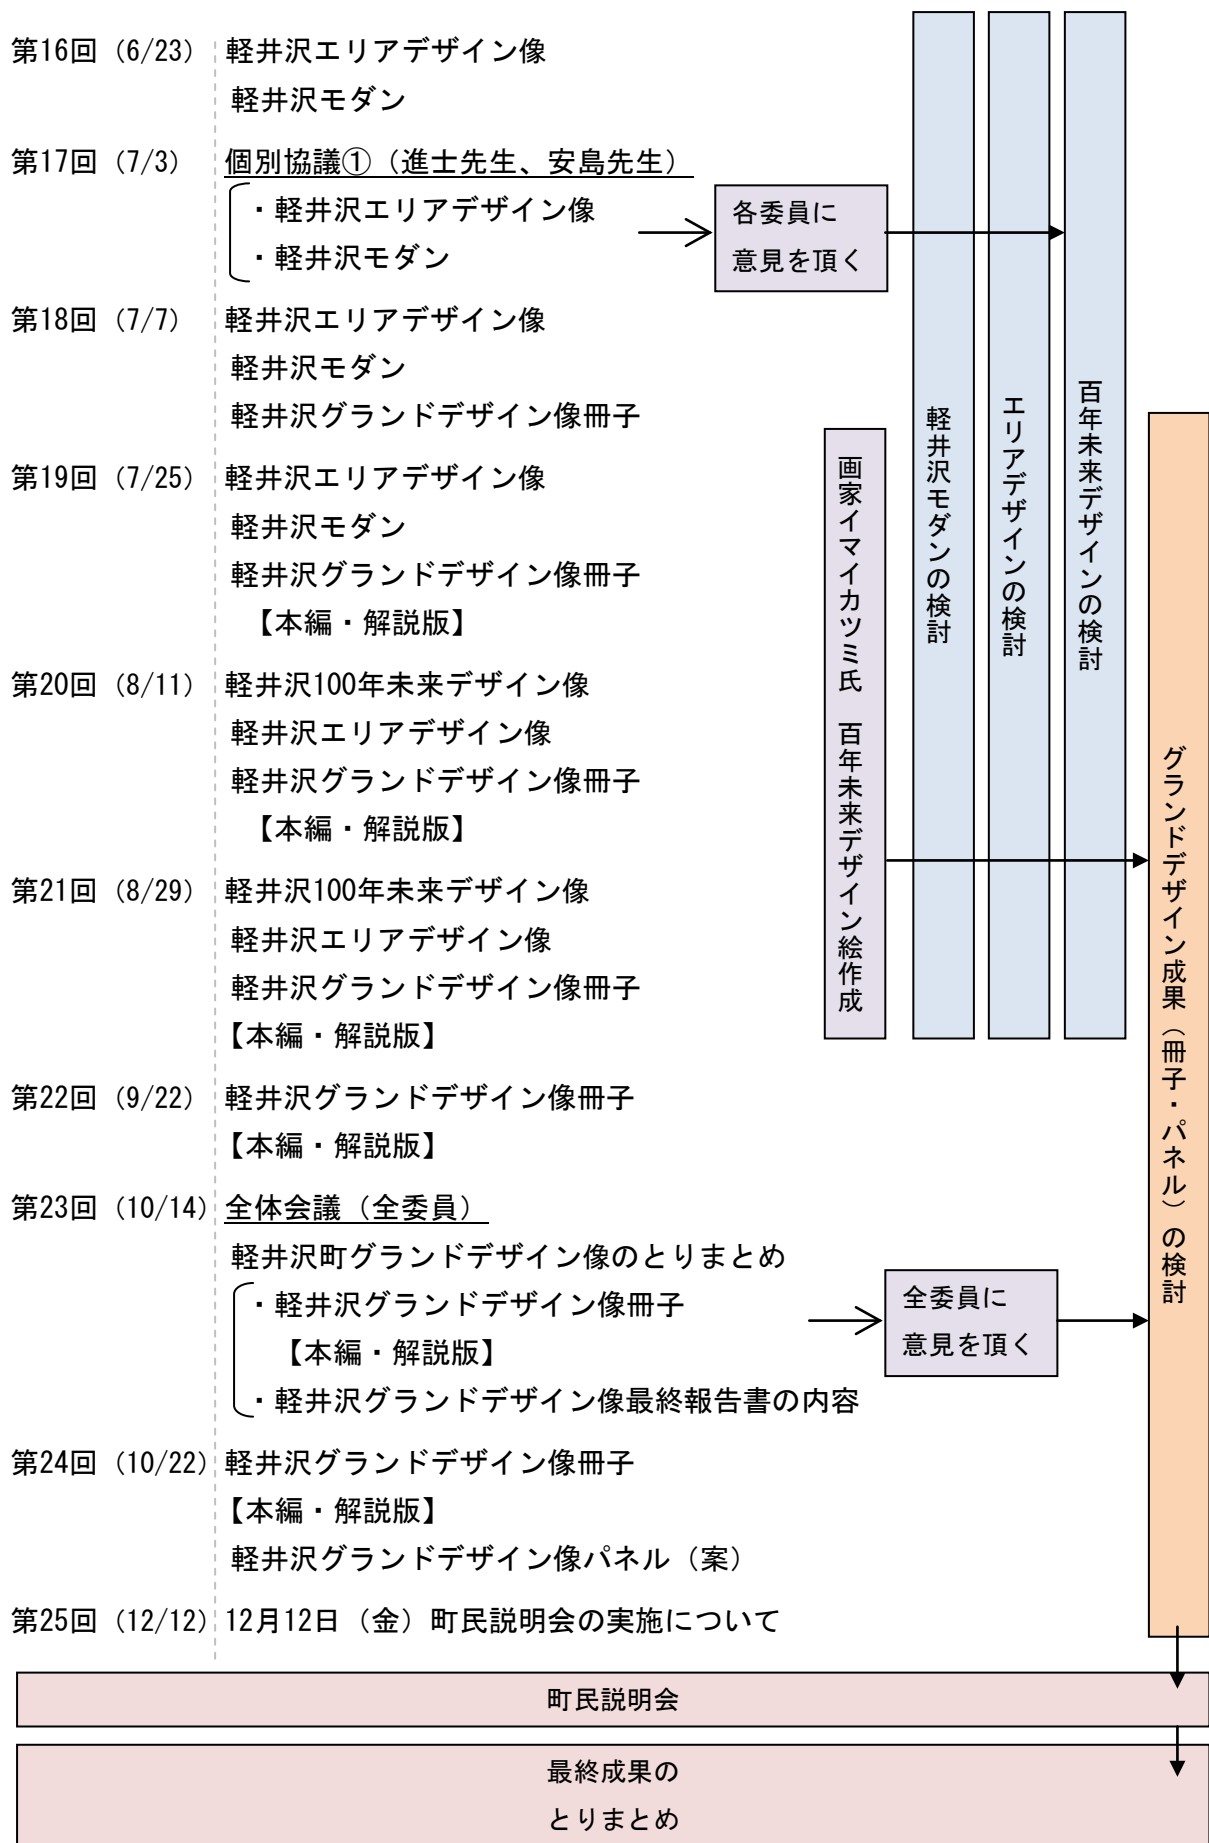 第16回（6/23） 軽井沢エリアデザイン像
軽井沢モダン
第17回（7/3） 個別協議①（進士先生、安島先生）
・軽井沢エリアデザイン像
・軽井沢モダン
各委員に
意見を頂く
第18回（7/7） 軽井沢エリアデザイン像
軽井沢モダン
軽井沢グランドデザイン像冊子
第19回（7/25） 軽井沢エリアデザイン像
軽井沢モダン
軽井沢グランドデザイン像冊子
【本編・解説版】
第20回（8/11） 軽井沢100年未来デザイン像
軽井沢エリアデザイン像
軽井沢グランドデザイン像冊子
【本編・解説版】
第21回（8/29） 軽井沢100年未来デザイン像
軽井沢エリアデザイン像
軽井沢グランドデザイン像冊子
【本編・解説版】
第22回（9/22） 軽井沢グランドデザイン像冊子
【本編・解説版】
第23回（10/14） 全体会議（全委員）
軽井沢町グランドデザイン像のとりまとめ
・軽井沢グランドデザイン像冊子
【本編・解説版】
・軽井沢グランドデザイン像最終報告書の内容
全委員に
意見を頂く
第24回（10/22） 軽井沢グランドデザイン像冊子
【本編・解説版】
軽井沢グランドデザイン像パネル（案）
第25回（12/12） 12月12日（金）町民説明会の実施について
画家イマイカツミ氏　百年未来デザイン絵作成
軽井沢モダンの検討
エリアデザインの検討
百年未来デザインの検討
グランドデザイン成果（冊子・パネル）の検討
町民説明会
最終成果の
とりまとめ